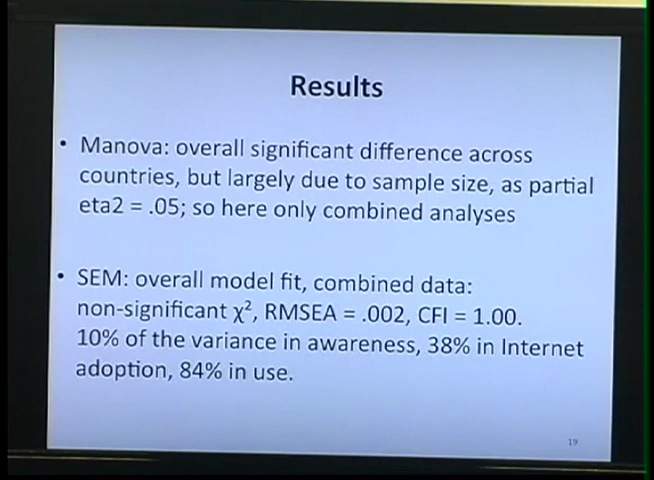 Results
• Manova: overall significant difference across
countries, but largely due to sample size, as partial
eta2 = .05; so here only combined analyses
• SEM: overall model fit, combined data:
non-significant χ², RMSEA = .002, CFI = 1.00.
10% of the variance in awareness, 38% in Internet
adoption, 84% in use.
19